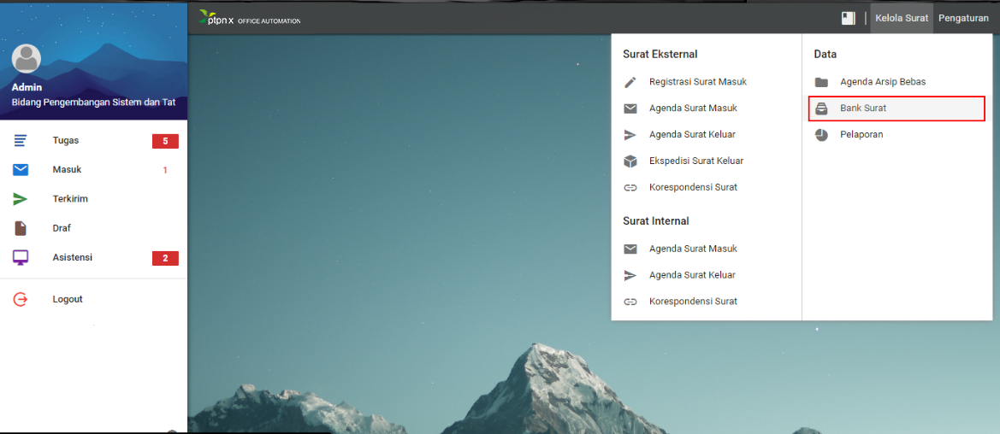 ptpn x OFFICE AUTOMATION
Kelola Surat
Pengaturan
Admin
Bidang Pengembangan Sistem dan Tat
Tugas 5
Masuk 1
Terkirim
Draf
Asistensi 2
Logout
Surat Eksternal
Registrasi Surat Masuk
Agenda Surat Masuk
Agenda Surat Keluar
Ekspedisi Surat Keluar
Korespondensi Surat
Surat Internal
Agenda Surat Masuk
Agenda Surat Keluar
Korespondensi Surat
Data
Agenda Arsip Bebas
Bank Surat
Pelaporan